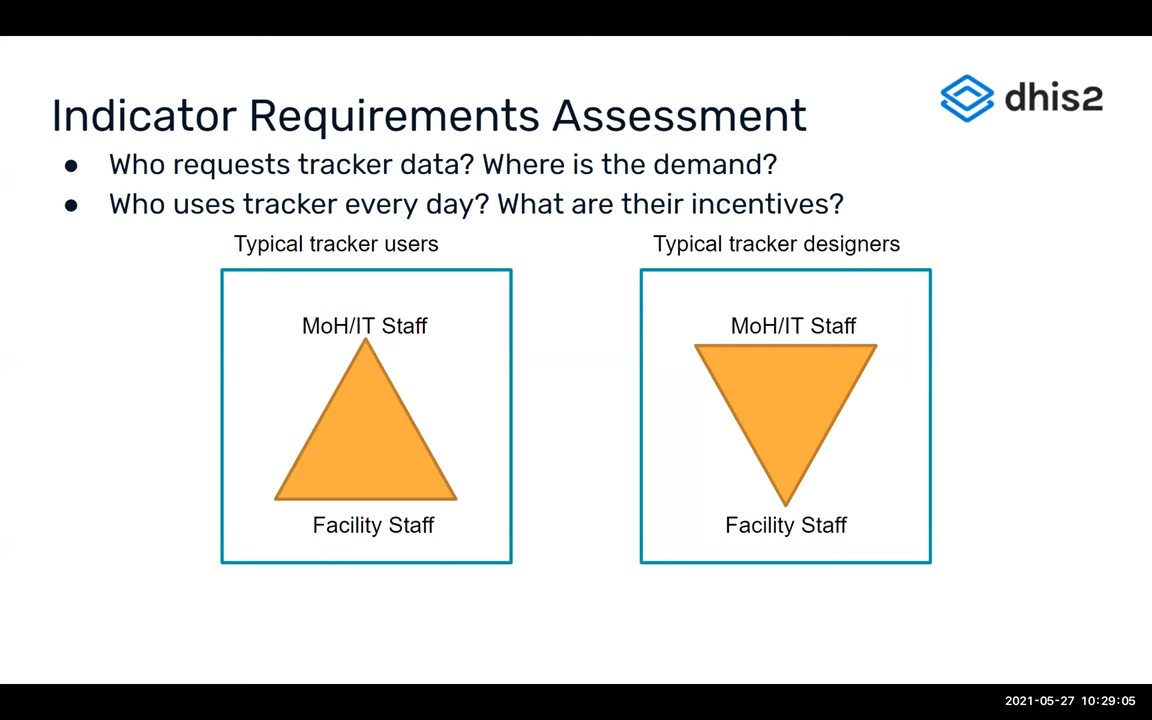 dhis2
Indicator Requirements Assessment
● Who requests tracker data? Where is the demand?
● Who uses tracker every day? What are their incentives?
Typical tracker users
Typical tracker designers
MoH/IT Staff
MoH/IT Staff
Facility Staff
Facility Staff
2021-05-27 10:29:05